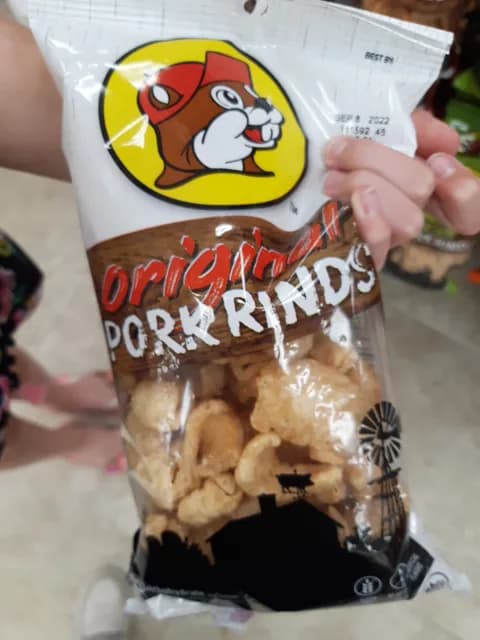 BEST BY
SEP 8 2022
original
PORK RINDS